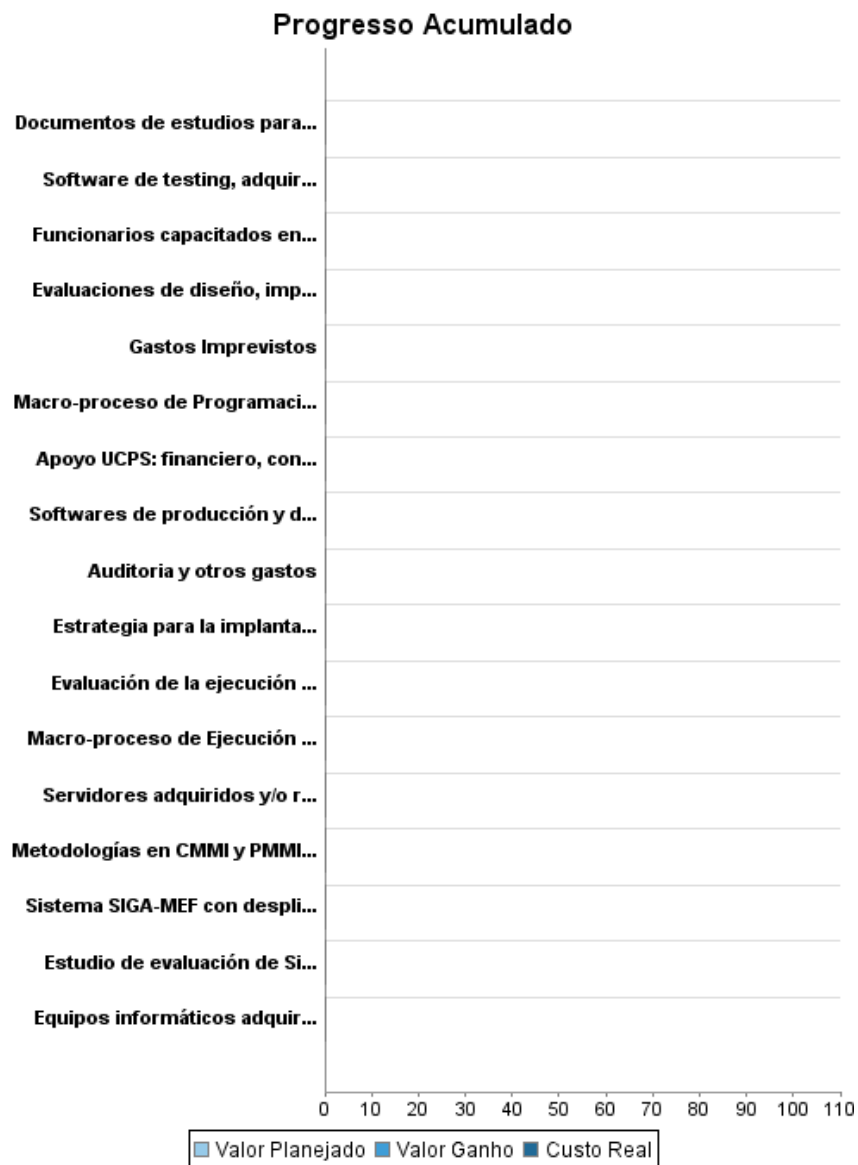 Progresso Acumulado
Documentos de estudios para...
Software de testing, adquir...
Funcionarios capacitados en...
Evaluaciones de diseño, imp...
Gastos Imprevistos
Macro-proceso de Programaci...
Apoyo UCPS: financiero, con...
Softwares de producción y d...
Auditoria y otros gastos
Estrategia para la implanta...
Evaluación de la ejecución ...
Macro-proceso de Ejecución ...
Servidores adquiridos y/o r...
Metodologías en CMMI y PMMI...
Sistema SIGA-MEF con despli...
Estudio de evaluación de Si...
Equipos informáticos adquir...
0 10 20 30 40 50 60 70 80 90 100 110
Valor Planejado Valor Ganho Custo Real